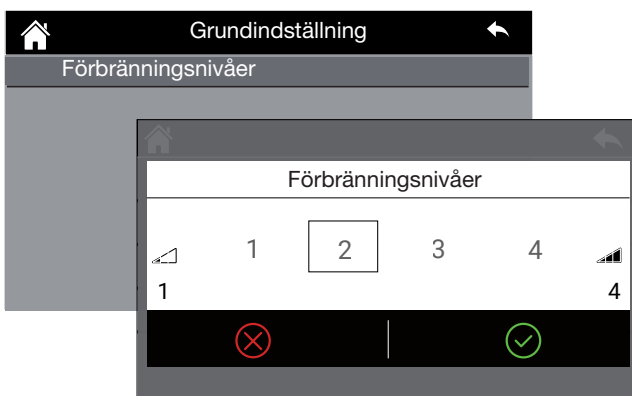 Grundindställning
Förbränningsnivåer
Förbränningsnivåer
1 2 3 4
1 4